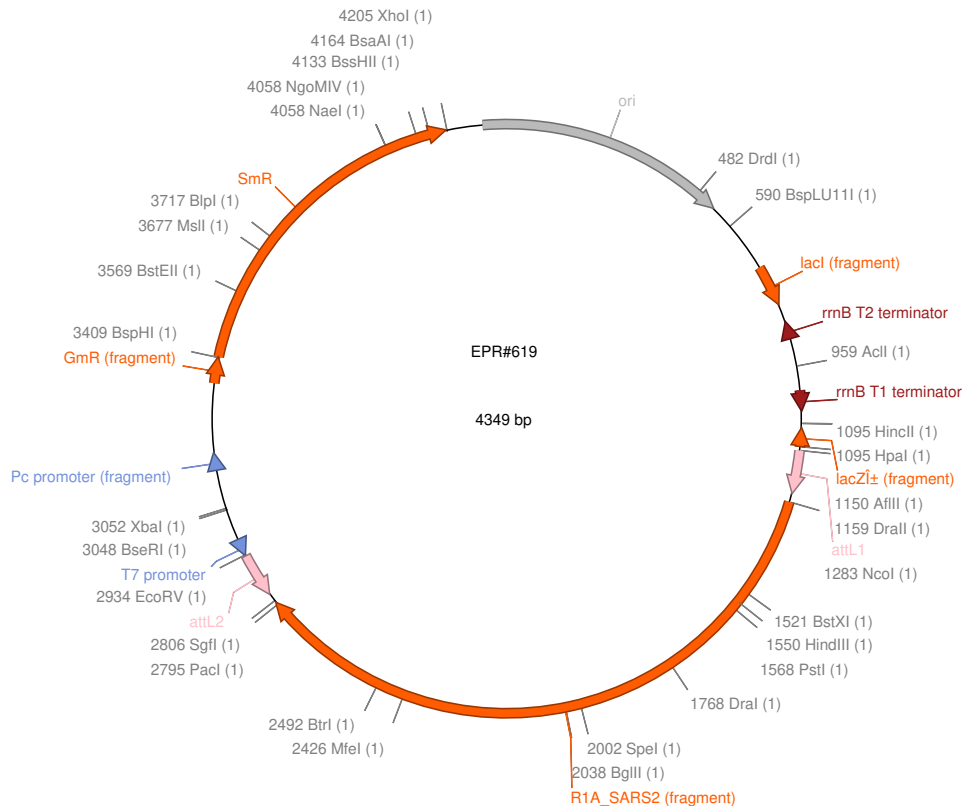 4205 XhoI (1)
4164 BsaAI (1)
4133 BssHII (1)
4058 NgoMIV (1)
4058 NaeI (1)
ori
482 DrdI (1)
590 BspLU11I (1)
SmR
3717 BlpI (1)
3677 MslI (1)
3569 BstEII (1)
lacI (fragment)
rrnB T2 terminator
3409 BspHI (1)
GmR (fragment)
EPR#619
959 AclI (1)
rrnB T1 terminator
4349 bp
1095 HincII (1)
1095 HpaI (1)
lacZÎ± (fragment)
Pc promoter (fragment)
1150 AflII (1)
1159 DraII (1)
attL1
1283 NcoI (1)
3052 XbaI (1)
3048 BseRI (1)
T7 promoter
2934 EcoRV (1)
attL2
2806 SgfI (1)
2795 PacI (1)
1521 BstXI (1)
1550 HindIII (1)
1568 PstI (1)
1768 DraI (1)
2492 BtrI (1)
2426 MfeI (1)
2002 SpeI (1)
2038 BglII (1)
R1A_SARS2 (fragment)